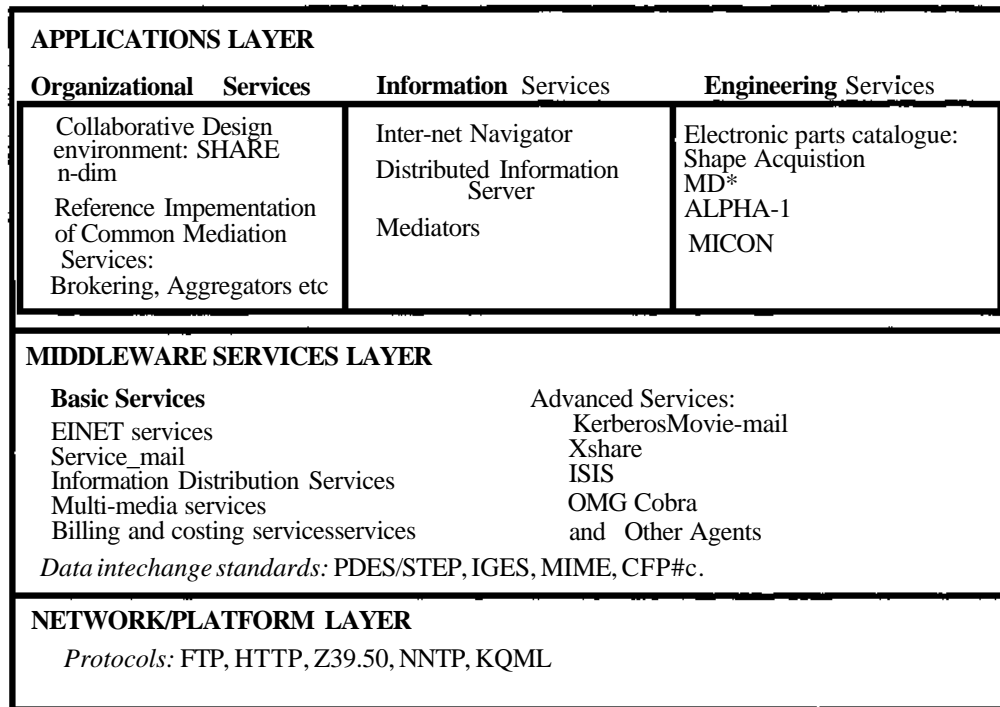 APPLICATIONS LAYER
Organizational Services
Information Services
Engineering Services
Collaborative Design
environment: SHARE
n-dim
Reference Impementation
of Common Mediation
Services:
Brokering, Aggregators etc
Inter-net Navigator
Distributed Information
Server
Mediators
Electronic parts catalogue:
Shape Acquistion
MD*
ALPHA-1
MICON
MIDDLEWARE SERVICES LAYER
Basic Services
EINET services
Service_mail
Information Distribution Services
Multi-media services
Billing and costing servicesservices
Advanced Services:
KerberosMovie-mail
Xshare
ISIS
OMG Cobra
and Other Agents
Data intechange standards: PDES/STEP, IGES, MIME, CFP#c.
NETWORK/PLATFORM LAYER
Protocols: FTP, HTTP, Z39.50, NNTP, KQML